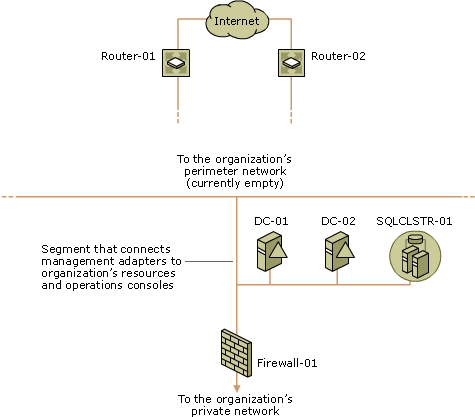 Internet
Router-01
Router-02
To the organization's
perimeter network
(currently empty)
DC-01
DC-02
SQLCLSTR-01
Segment that connects
management adapters to
organization's resources
and operations consoles
Firewall-01
To the organization's
private network